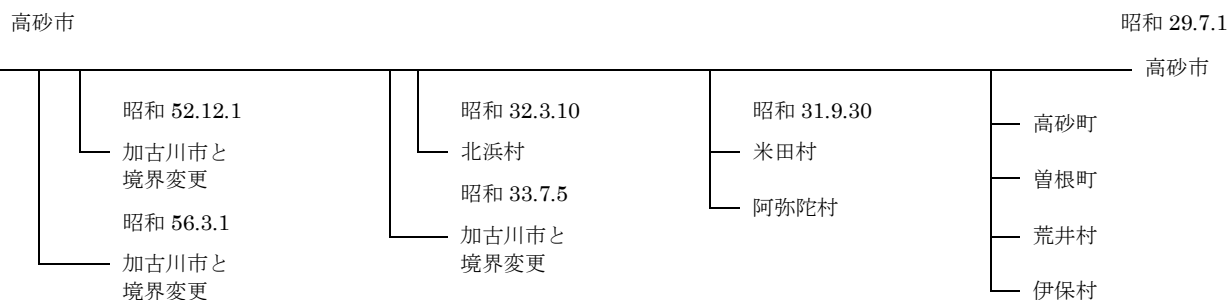 高砂市
昭和 29.7.1
高砂市
昭和 52.12.1
加古川市と
境界変更
昭和 56.3.1
加古川市と
境界変更
昭和 32.3.10
北浜村
昭和 33.7.5
加古川市と
境界変更
昭和 31.9.30
米田村
阿弥陀村
高砂町
曽根町
荒井村
伊保村